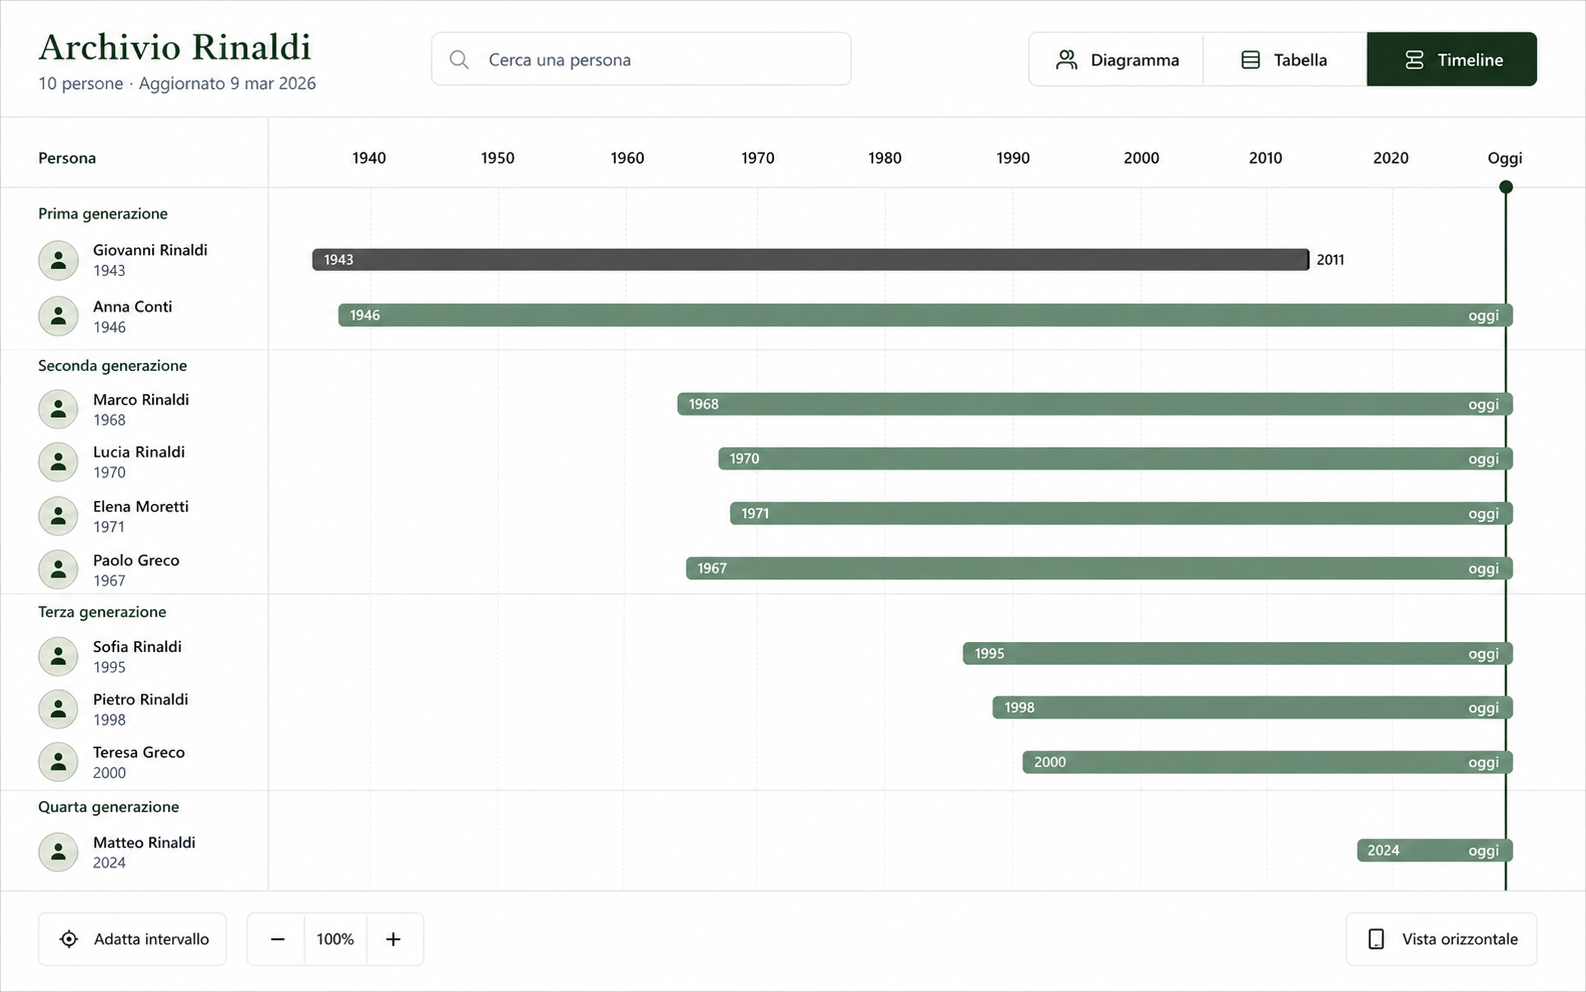 Archivio Rinaldi
10 persone · Aggiornato 9 mar 2026
Cerca una persona
Diagramma
Tabella
Timeline
Persona
1940 1950 1960 1970 1980 1990 2000 2010 2020 Oggi
Prima generazione
Giovanni Rinaldi
1943
1943 2011
Anna Conti
1946
1946 oggi
Seconda generazione
Marco Rinaldi
1968
1968 oggi
Lucia Rinaldi
1970
1970 oggi
Elena Moretti
1971
1971 oggi
Paolo Greco
1967
1967 oggi
Terza generazione
Sofia Rinaldi
1995
1995 oggi
Pietro Rinaldi
1998
1998 oggi
Teresa Greco
2000
2000 oggi
Quarta generazione
Matteo Rinaldi
2024
2024 oggi
Adatta intervallo
− 100% +
Vista orizzontale